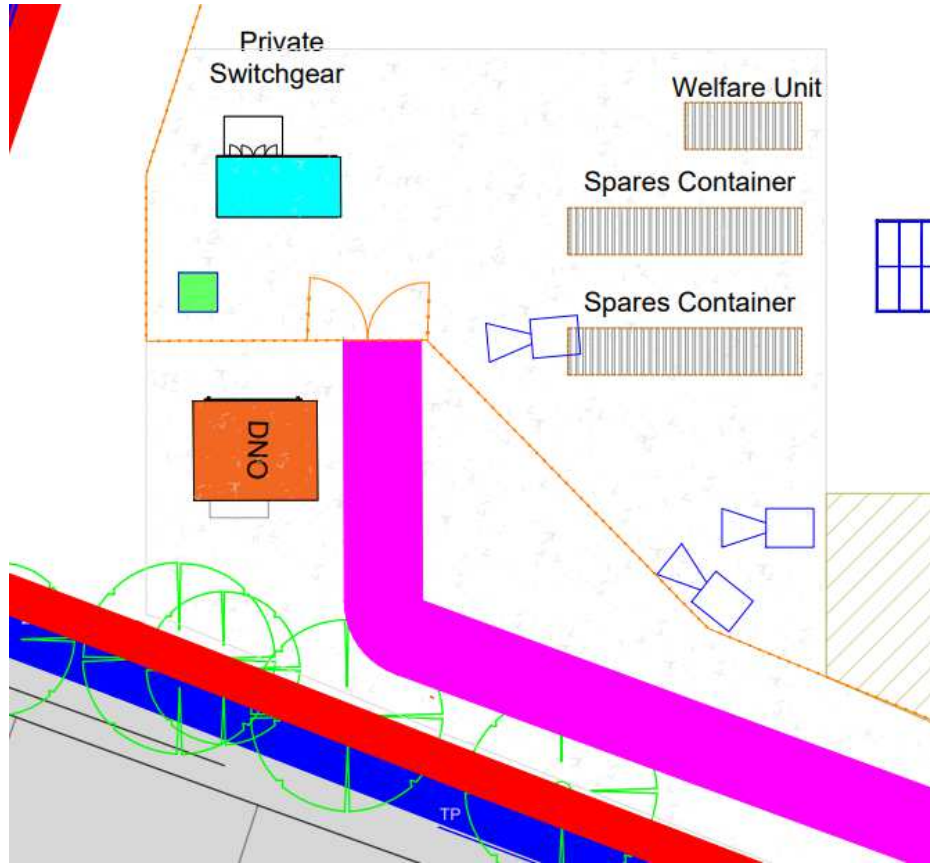 Private
Switchgear
Welfare Unit
Spares Container
Spares Container
DNO
TP